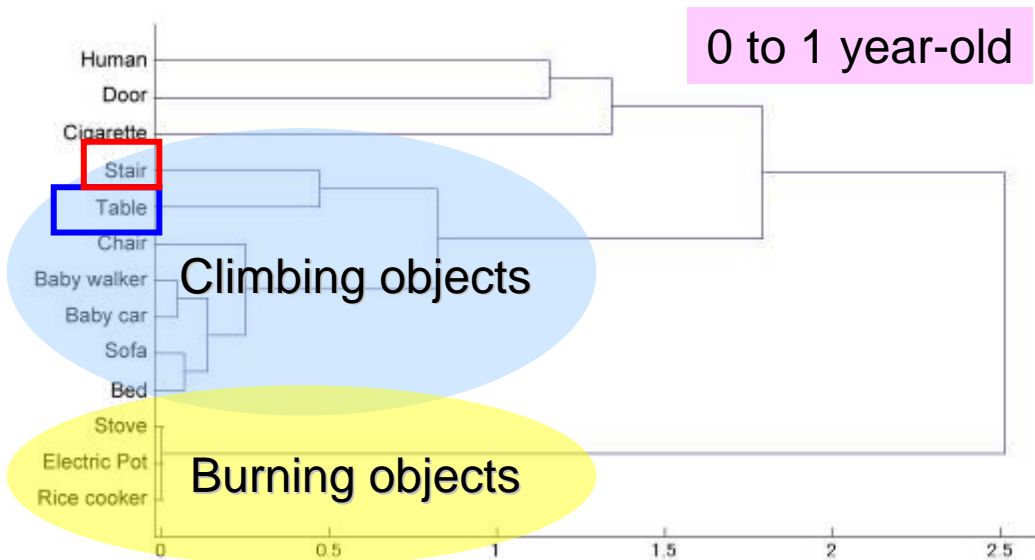 0 to 1 year-old
Human
Door
Cigarette
Stair
Table
Chair
Climbing objects
Baby walker
Baby car
Sofa
Bed
Stove
Electric Pot
Burning objects
Rice cooker
0 0.5 1 1.5 2 2.5